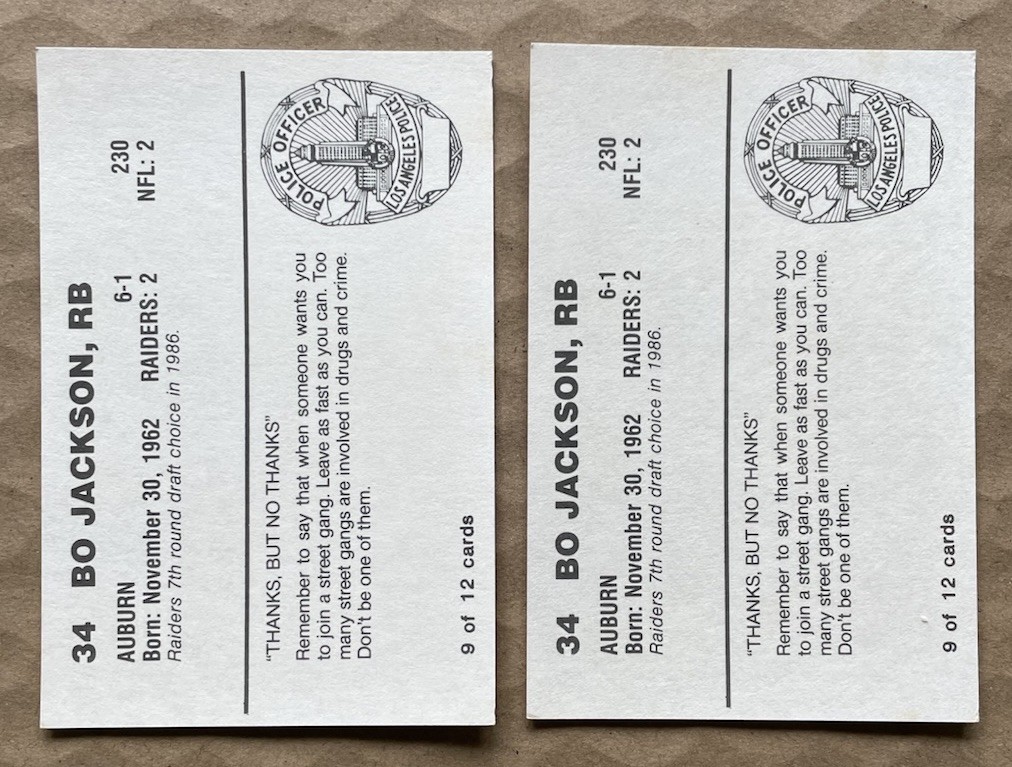 34 BO JACKSON, RB
AUBURN 6-1 230
Born: November 30, 1962 RAIDERS: 2 NFL: 2
Raiders 7th round draft choice in 1986.
POLICE OFFICER
LOS ANGELES POLICE
"THANKS, BUT NO THANKS"
Remember to say that when someone wants you
to join a street gang. Leave as fast as you can. Too
many street gangs are involved in drugs and crime.
Don't be one of them.
9 of 12 cards
34 BO JACKSON, RB
AUBURN 6-1 230
Born: November 30, 1962 RAIDERS: 2 NFL: 2
Raiders 7th round draft choice in 1986.
POLICE OFFICER
LOS ANGELES POLICE
"THANKS, BUT NO THANKS"
Remember to say that when someone wants you
to join a street gang. Leave as fast as you can. Too
many street gangs are involved in drugs and crime.
Don't be one of them.
9 of 12 cards